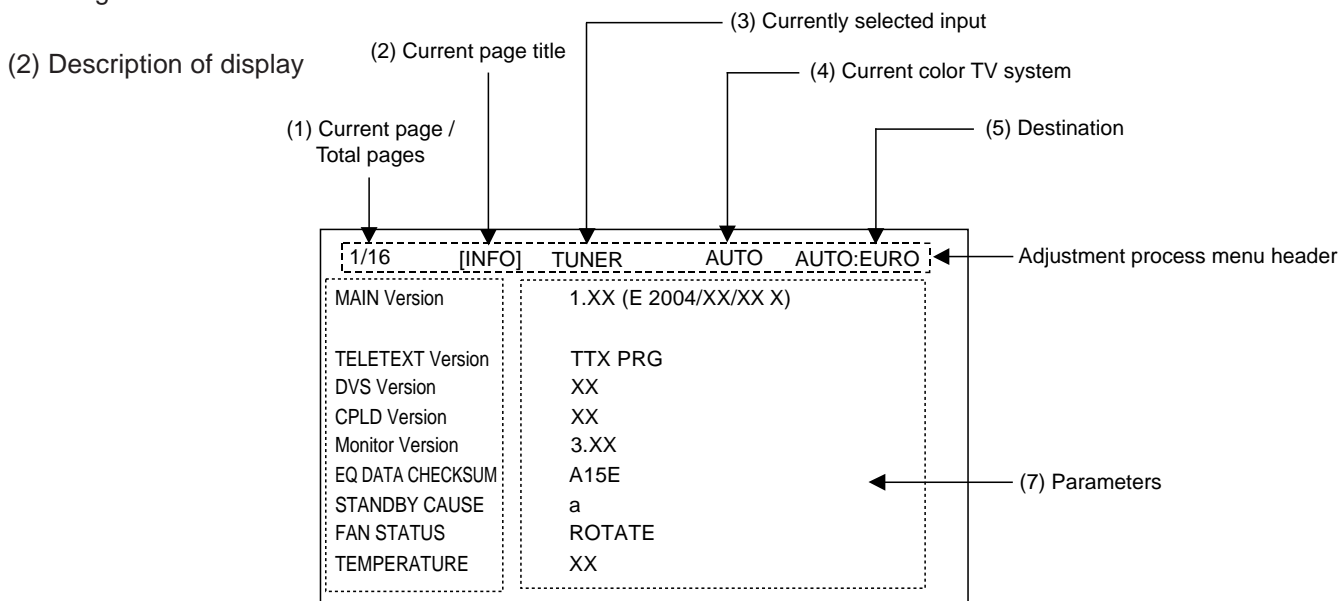 (3) Currently selected input
(2) Current page title
(2) Description of display
(4) Current color TV system
(1) Current page /
Total pages
(5) Destination
1/16 [INFO] TUNER AUTO AUTO:EURO
Adjustment process menu header
MAIN Version 1.XX (E 2004/XX/XX X)
TELETEXT Version TTX PRG
DVS Version XX
CPLD Version XX
Monitor Version 3.XX
EQ DATA CHECKSUM A15E
(7) Parameters
STANDBY CAUSE a
FAN STATUS ROTATE
TEMPERATURE XX